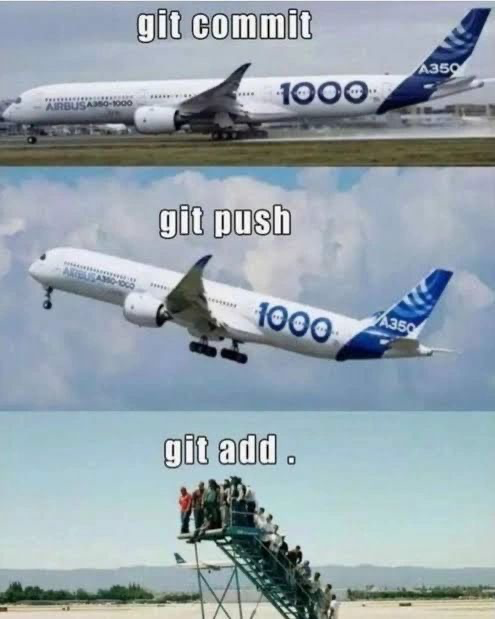 git commit
A350
AIRBUS A350-1000
1000
git push
AIRBUS A350-1000
1000
A350
git add .